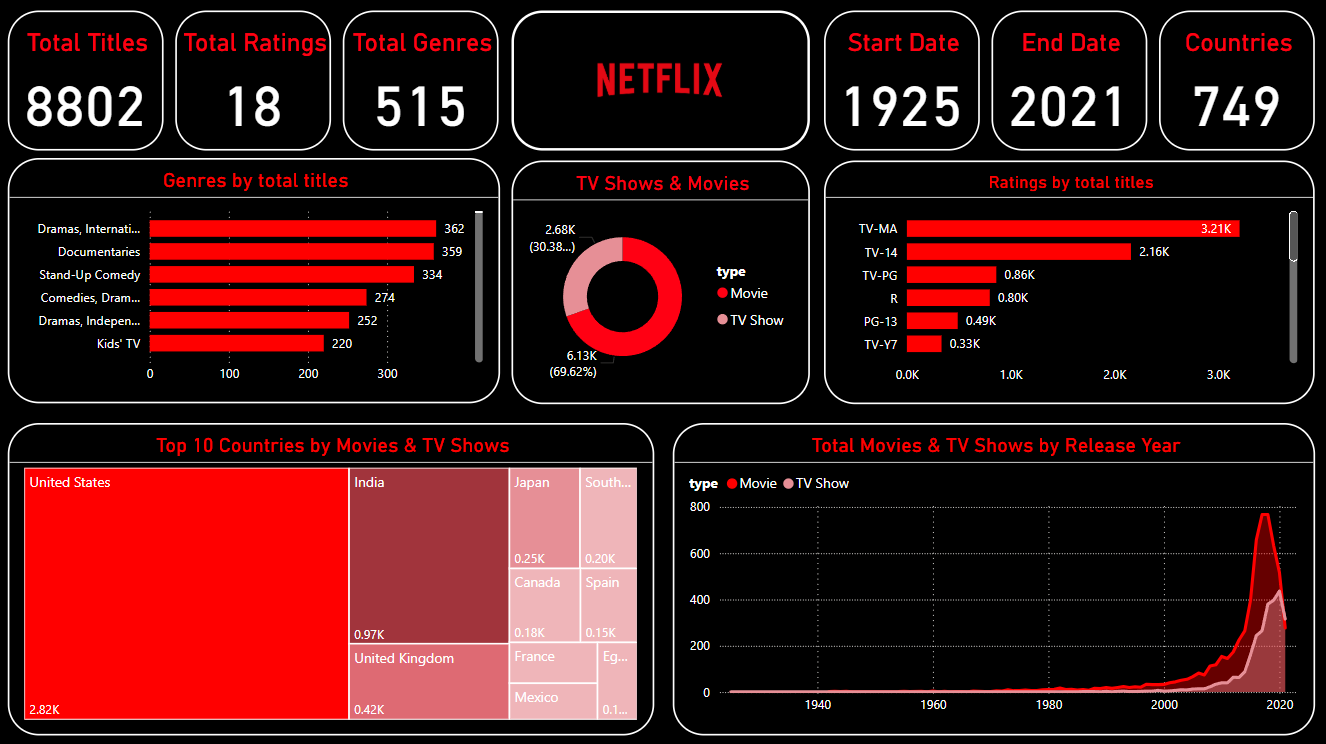 Total Titles
8802
Total Ratings
18
Total Genres
515
NETFLIX
Start Date
1925
End Date
2021
Countries
749
Genres by total titles
Dramas, Internati... 362
Documentaries 359
Stand-Up Comedy 334
Comedies, Dram... 274
Dramas, Indepen... 252
Kids' TV 220
0 100 200 300
TV Shows & Movies
2.68K
(30.38...)
6.13K
(69.62%)
type
Movie
TV Show
Ratings by total titles
TV-MA 3.21K
TV-14 2.16K
TV-PG 0.86K
R 0.80K
PG-13 0.49K
TV-Y7 0.33K
0.0K 1.0K 2.0K 3.0K
Top 10 Countries by Movies & TV Shows
United States
2.82K
India
0.97K
United Kingdom
0.42K
Japan
0.25K
South...
0.20K
Canada
0.18K
Spain
0.15K
France
Mexico
Eg...
0.1...
Total Movies & TV Shows by Release Year
type Movie TV Show
800
600
400
200
0
1940 1960 1980 2000 2020